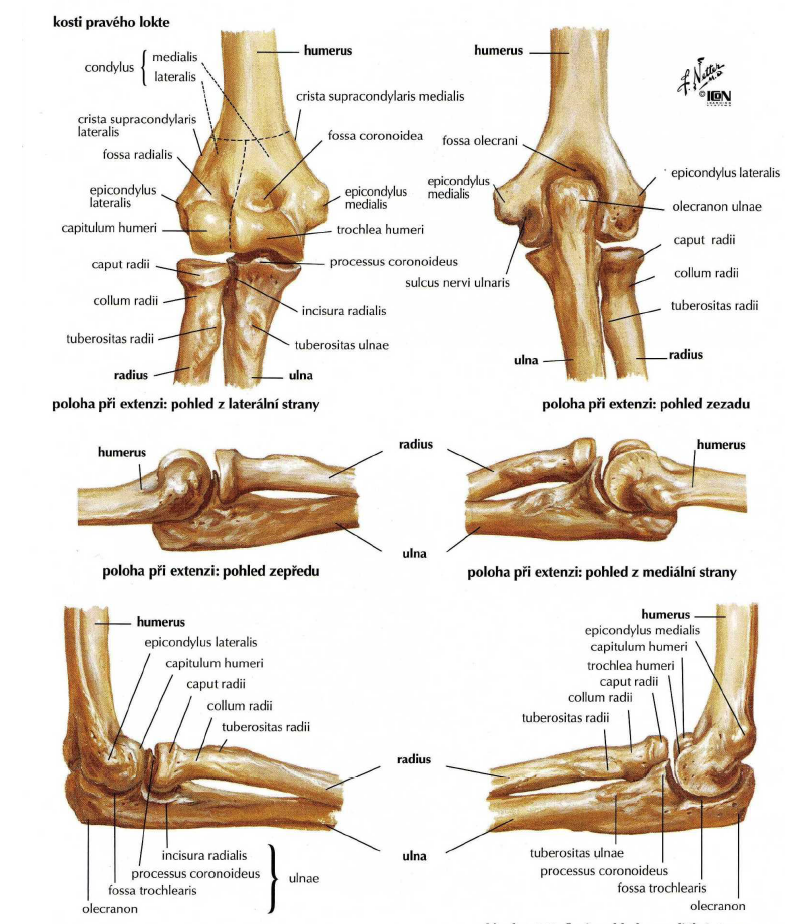 kosti pravého lokte
humerus
condylus { medialis
lateralis
crista supracondylaris medialis
crista supracondylaris
lateralis
fossa coronoidea
fossa radialis
epicondylus
lateralis
epicondylus
medialis
capitulum humeri
trochlea humeri
caput radii
processus coronoideus
collum radii
incisura radialis
tuberositas radii
tuberositas ulnae
radius
ulna
poloha při extenzi: pohled z laterální strany
humerus
F. Netter
M.D.
© ICON
fossa olecrani
epicondylus lateralis
epicondylus
medialis
olecranon ulnae
caput radii
sulcus nervi ulnaris
collum radii
tuberositas radii
ulna
radius
poloha při extenzi: pohled zezadu
humerus
radius
humerus
ulna
poloha při extenzi: pohled zepředu
poloha při extenzi: pohled z mediální strany
humerus
epicondylus lateralis
capitulum humeri
caput radii
collum radii
tuberositas radii
radius
ulna
incisura radialis
processus coronoideus
fossa trochlearis
} ulnae
olecranon
humerus
epicondylus medialis
capitulum humeri
trochlea humeri
caput radii
collum radii
tuberositas radii
tuberositas ulnae
processus coronoideus
fossa trochlearis
olecranon